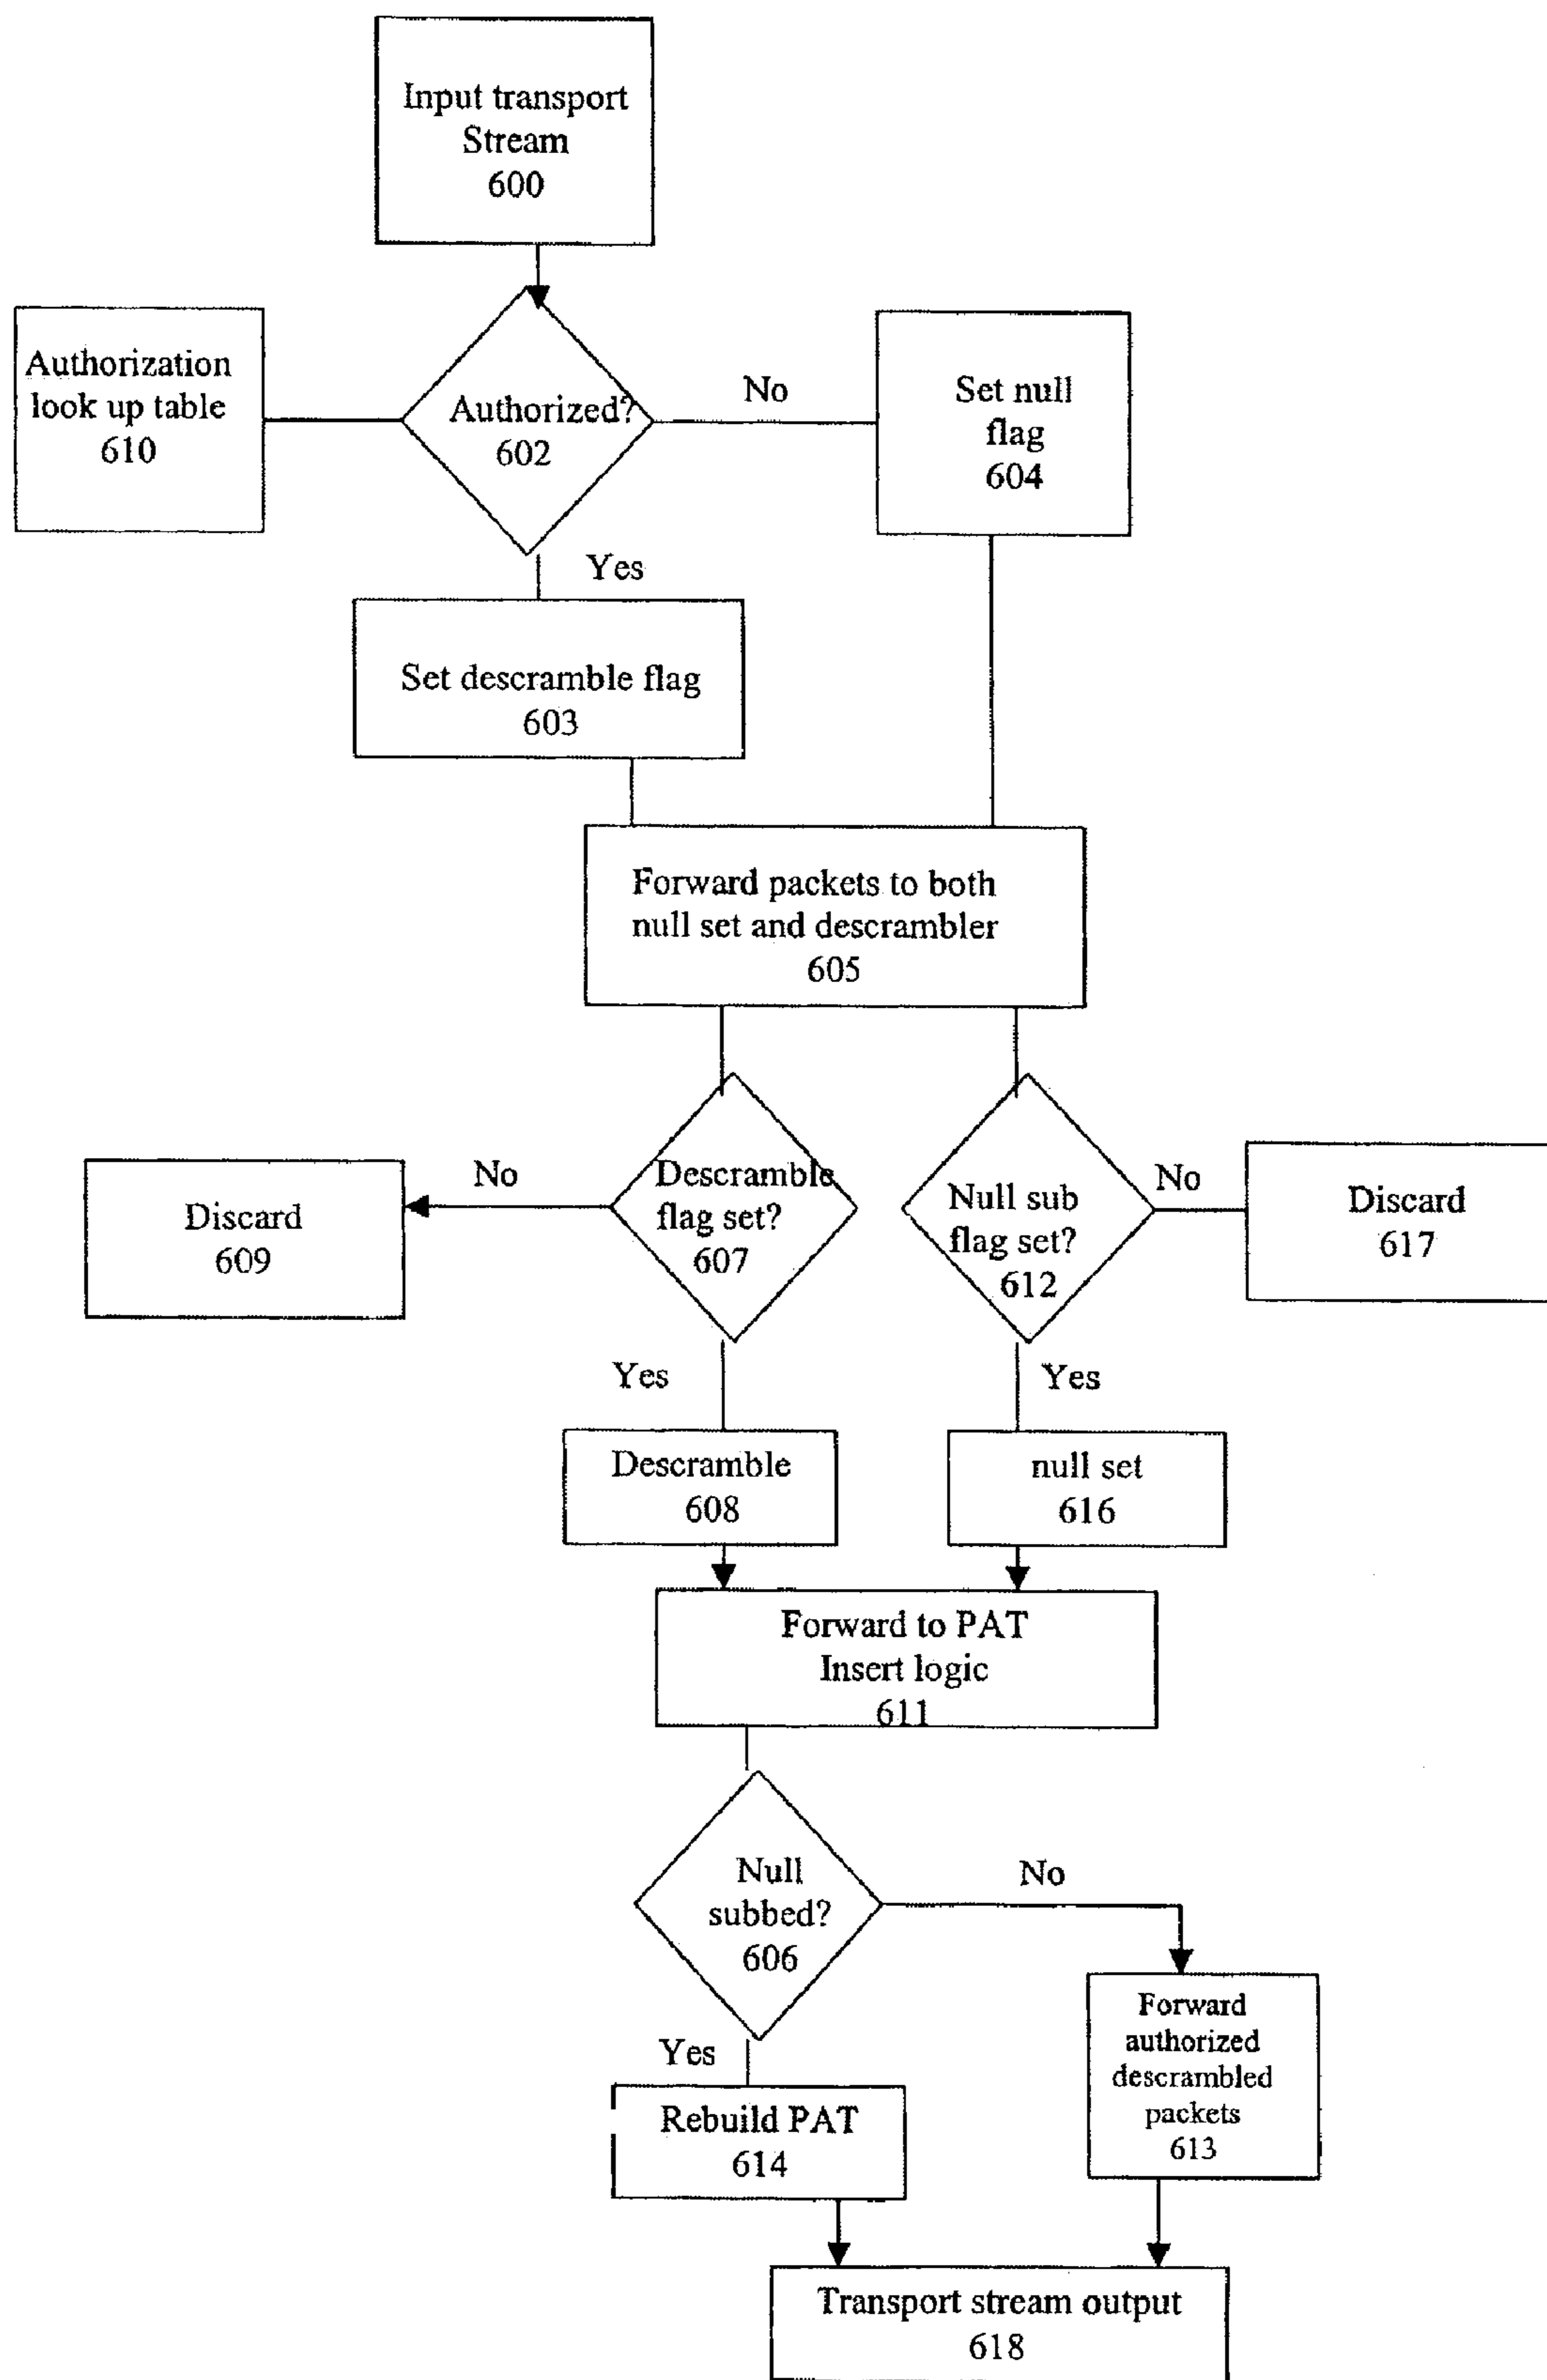 Input transport
Stream
600
Authorization
look up table
610
Authorized?
602
No
Set null
flag
604
Yes
Set descramble flag
603
Forward packets to both
null set and descrambler
605
No
Descramble
flag set?
607
Null sub
flag set?
612
No
Discard
609
Discard
617
Yes
Yes
Descramble
608
null set
616
Forward to PAT
Insert logic
611
Null
subbed?
606
No
Yes
Forward
authorized
descrambled
packets
613
Rebuild PAT
614
Transport stream output
618